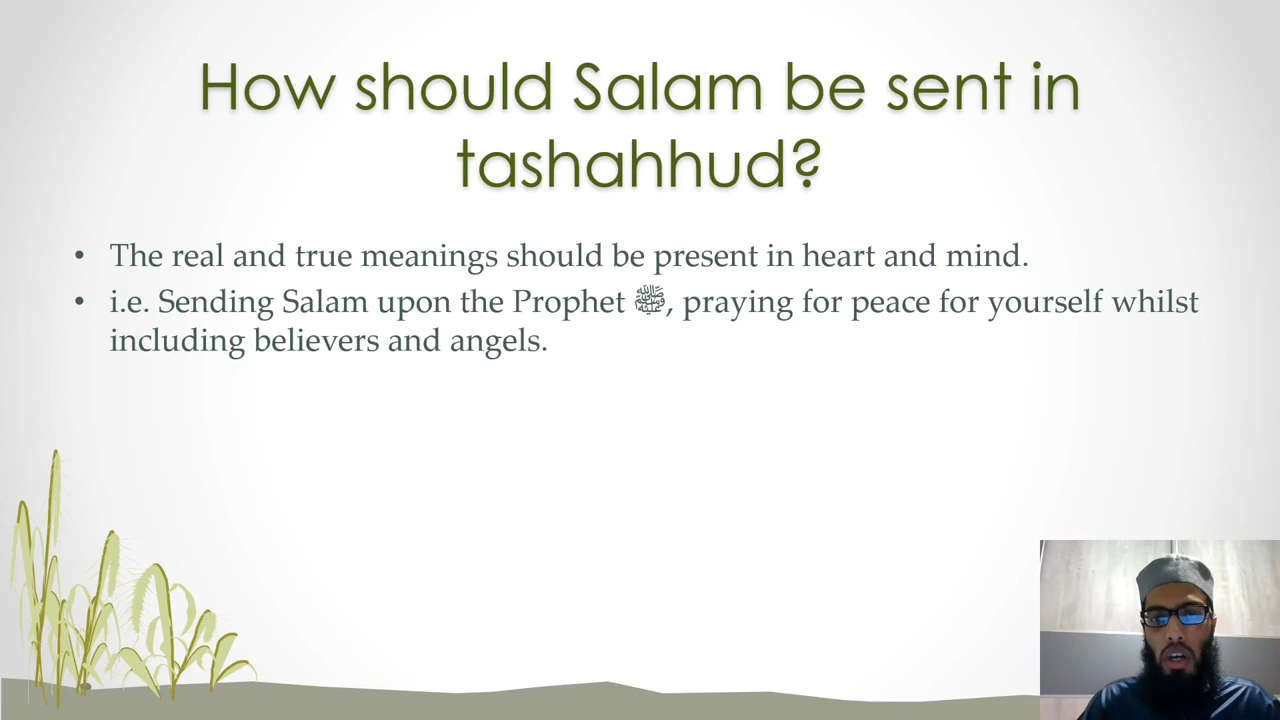 How should Salam be sent in
tashahhud?
• The real and true meanings should be present in heart and mind.
• i.e. Sending Salam upon the Prophet ﷺ, praying for peace for yourself whilst
including believers and angels.